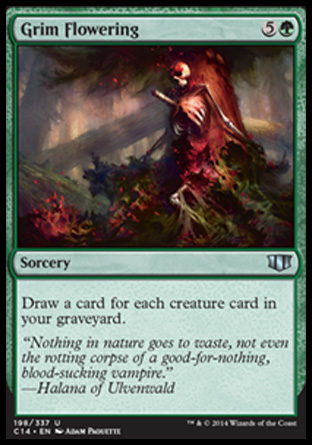 Grim Flowering 5
Sorcery
Draw a card for each creature card in
your graveyard.
“Nothing in nature goes to waste, not even
the rotting corpse of a good-for-nothing,
blood-sucking vampire.”
—Halana of Ulvenwald
198/337 U
C14 • EN Adam Paquette
™ & © 2014 Wizards of the Coast